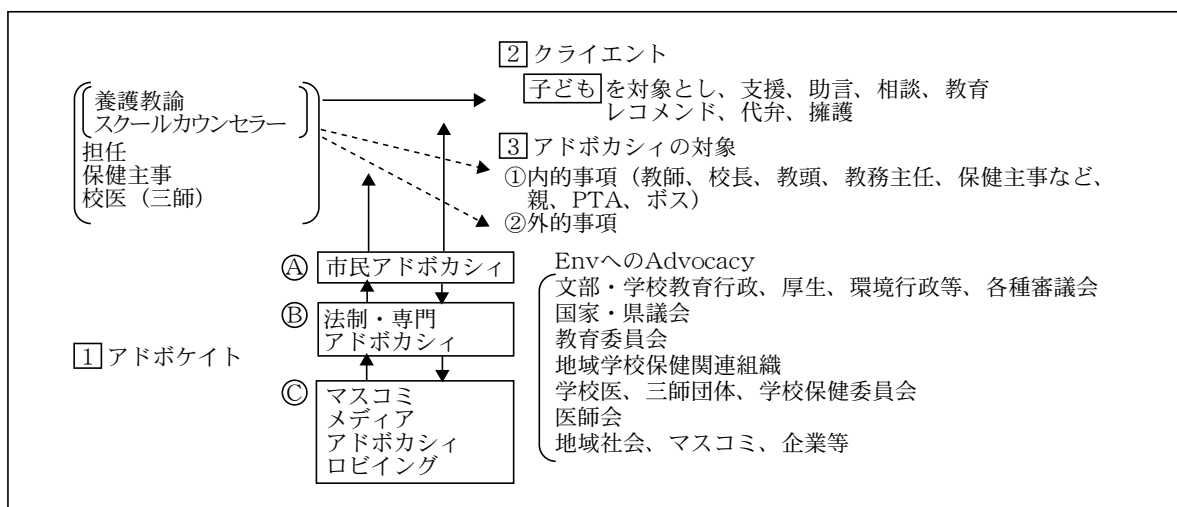 養護教諭
スクールカウンセラー
担任
保健主事
校医（三師）
2 クライエント
子ども を対象とし、支援、助言、相談、教育
レコメンド、代弁、擁護
3 アドボカシィの対象
①内的事項（教師、校長、教頭、教務主任、保健主事など、
親、PTA、ボス）
②外的事項
1 アドボケイト
Ⓐ 市民アドボカシィ
Ⓑ 法制・専門
アドボカシィ
Ⓒ マスコミ
メディア
アドボカシィ
ロビイング
EnvへのAdvocacy
文部・学校教育行政、厚生、環境行政等、各種審議会
国家・県議会
教育委員会
地域学校保健関連組織
学校医、三師団体、学校保健委員会
医師会
地域社会、マスコミ、企業等